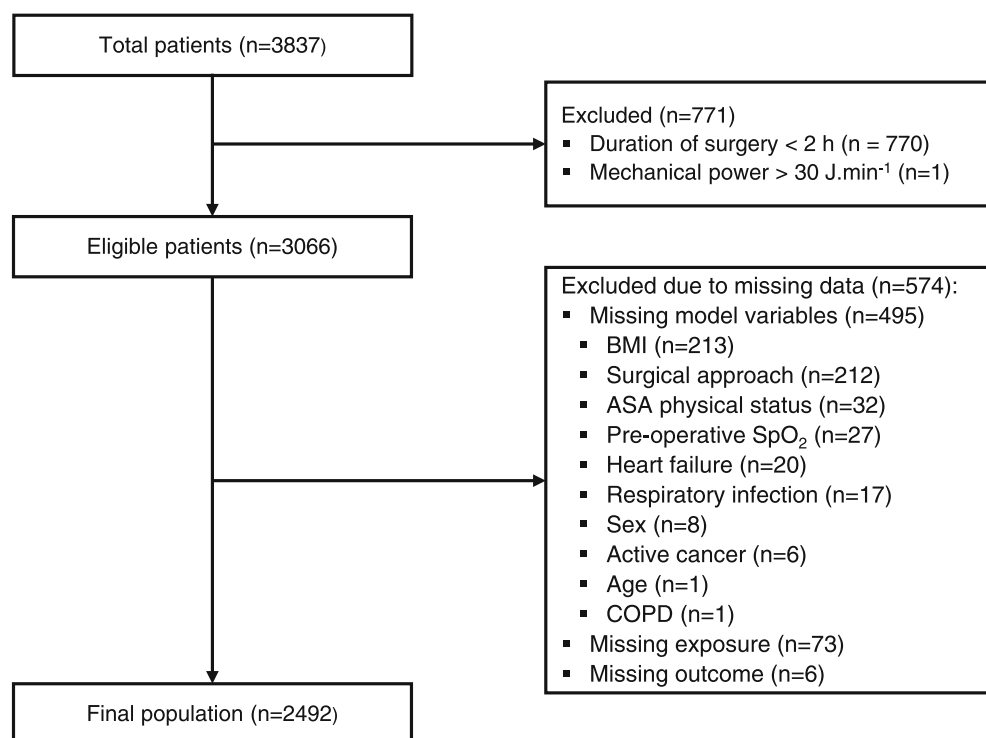 Total patients (n=3837)
Excluded (n=771)
▪ Duration of surgery < 2 h (n = 770)
▪ Mechanical power > 30 J.min⁻¹ (n=1)
Eligible patients (n=3066)
Excluded due to missing data (n=574):
▪ Missing model variables (n=495)
▪ BMI (n=213)
▪ Surgical approach (n=212)
▪ ASA physical status (n=32)
▪ Pre-operative SpO₂ (n=27)
▪ Heart failure (n=20)
▪ Respiratory infection (n=17)
▪ Sex (n=8)
▪ Active cancer (n=6)
▪ Age (n=1)
▪ COPD (n=1)
▪ Missing exposure (n=73)
▪ Missing outcome (n=6)
Final population (n=2492)